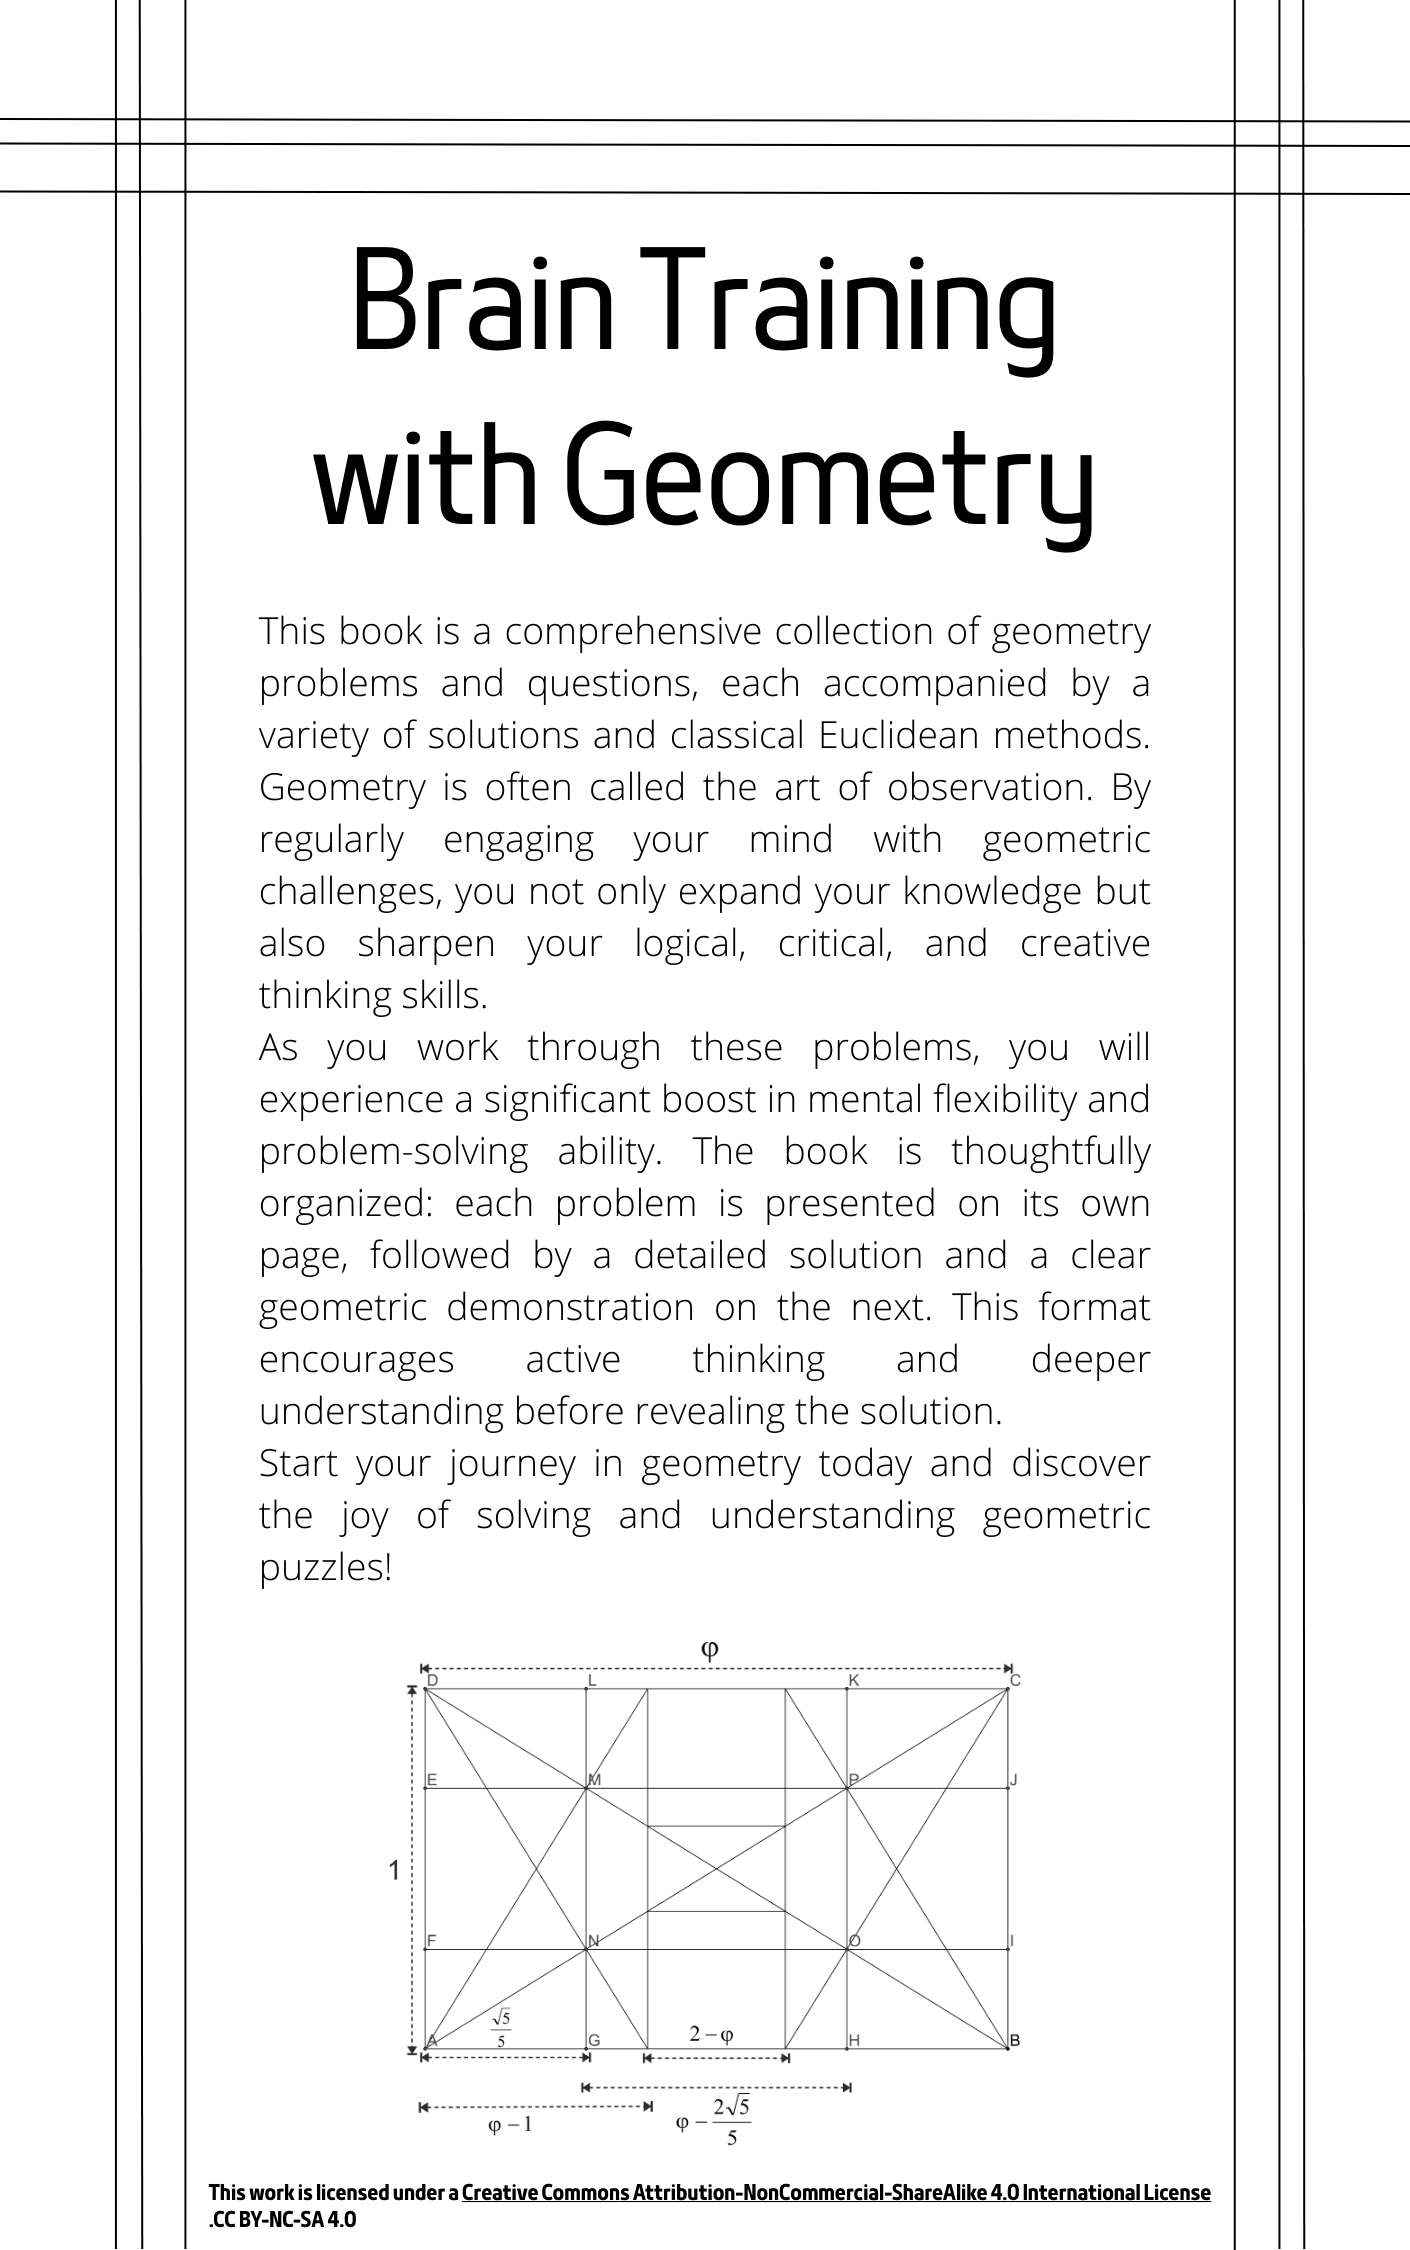 Brain Training
with Geometry
This book is a comprehensive collection of geometry
problems and questions, each accompanied by a
variety of solutions and classical Euclidean methods.
Geometry is often called the art of observation. By
regularly engaging your mind with geometric
challenges, you not only expand your knowledge but
also sharpen your logical, critical, and creative
thinking skills.
As you work through these problems, you will
experience a significant boost in mental flexibility and
problem-solving ability. The book is thoughtfully
organized: each problem is presented on its own
page, followed by a detailed solution and a clear
geometric demonstration on the next. This format
encourages active thinking and deeper
understanding before revealing the solution.
Start your journey in geometry today and discover
the joy of solving and understanding geometric
puzzles!
φ
D L K C
E M P J
1
F N O I
√5/5
2 − φ
A G H B
φ − 1
φ − 2√5/5
This work is licensed under a Creative Commons Attribution-NonCommercial-ShareAlike 4.0 International License
.CC BY-NC-SA 4.0